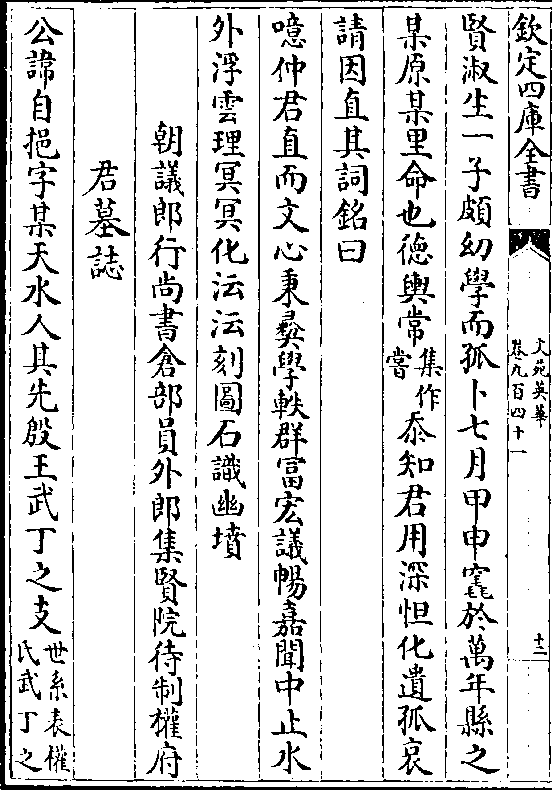 欽定四庫全書
文苑英華
卷九百四十一
十三
賢淑生一子頗幼學而孤卜七月甲申窆於萬年縣之
某原某里命也德輿常集作嘗忝知君用深怛化遺孤哀
請因直其詞銘曰
噫仲君直而文心秉彛學軼群富宏議暢嘉聞中止水
外浮雲理冥冥化沄沄刻圖石識幽墳
朝議郎行尚書倉部員外郎集賢院待制權府
君墓誌
公諱自挹字某天水人其先殷王武丁之支世系表權氏武丁之